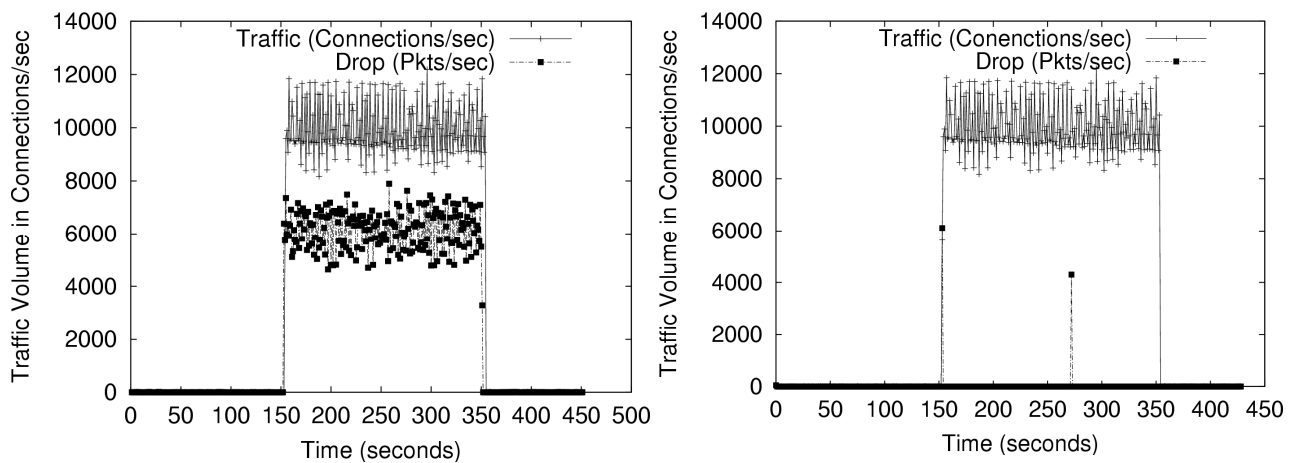 14000
12000
10000
8000
6000
4000
2000
0
Traffic Volume in Connections/sec
Traffic (Connections/sec)
Drop (Pkts/sec)
0 50 100 150 200 250 300 350 400 450 500
Time (seconds)
14000
12000
10000
8000
6000
4000
2000
0
Traffic Volume in Connections/sec
Traffic (Conenctions/sec)
Drop (Pkts/sec)
0 50 100 150 200 250 300 350 400 450
Time (seconds)